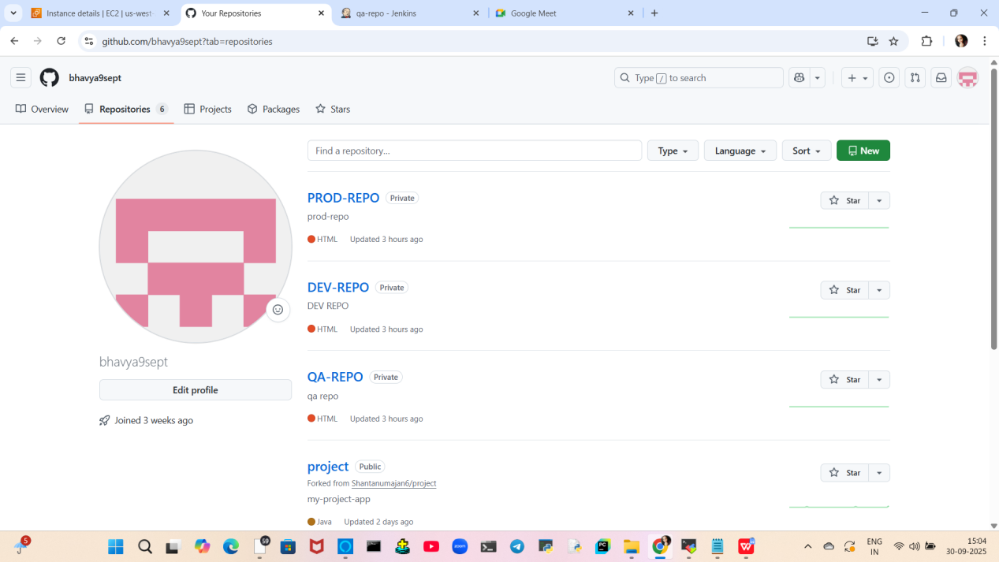 Instance details | EC2 | us-west-
Your Repositories
qa-repo - Jenkins
Google Meet
github.com/bhavya9sept?tab=repositories
bhavya9sept
Type / to search
Overview
Repositories 6
Projects
Packages
Stars
Find a repository...
Type
Language
Sort
New
PROD-REPO Private
Star
prod-repo
HTML Updated 3 hours ago
DEV-REPO Private
Star
DEV REPO
HTML Updated 3 hours ago
bhavya9sept
Edit profile
Joined 3 weeks ago
QA-REPO Private
Star
qa repo
HTML Updated 3 hours ago
project Public
Star
Forked from Shantanumajan6/project
my-project-app
Java Updated 2 days ago
5
59
zoom
PC
ENG
IN
15:04
30-09-2025